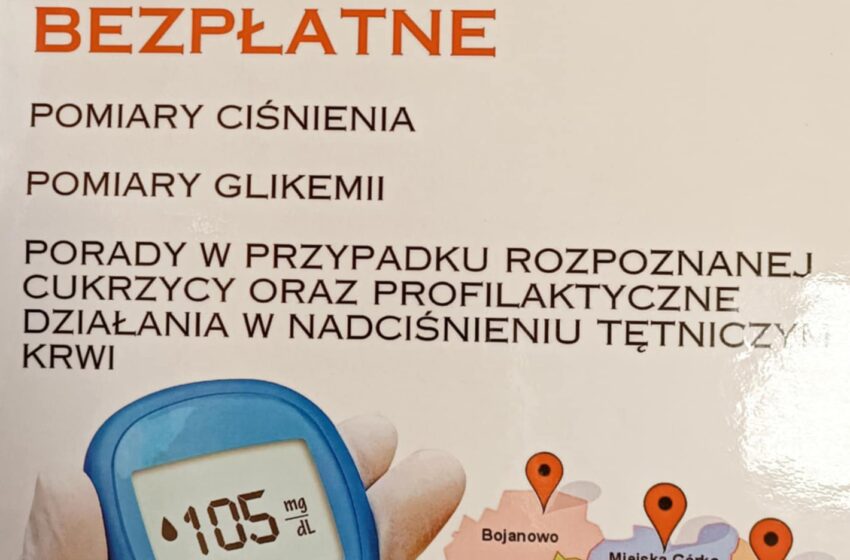 BEZPŁATNE
POMIARY CIŚNIENIA
POMIARY GLIKEMII
PORADY W PRZYPADKU ROZPOZNANEJ
CUKRZYCY ORAZ PROFILAKTYCZNE
DZIAŁANIA W NADCIŚNIENIU TĘTNICZYM
KRWI
105 mg/dL
Bojanowo
Miejska Górka